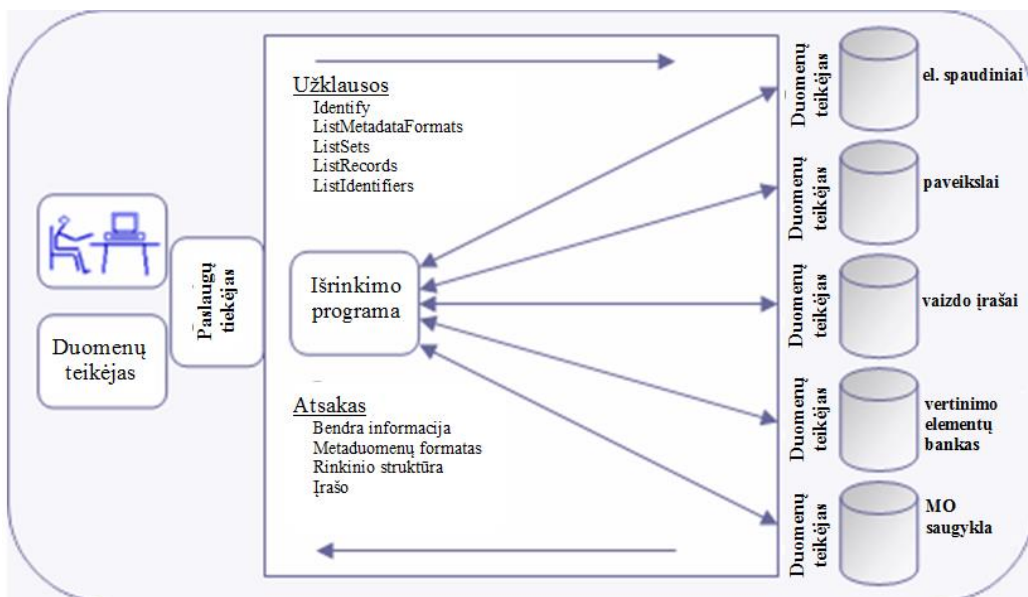 Užklausos
Identify
ListMetadataFormats
ListSets
ListRecords
ListIdentifiers
Duomenų
teikėjas
Paslaugų
tiekėjas
Išrinkimo
programa
Atsakas
Bendra informacija
Metaduomenų formatas
Rinkinio struktūra
Įrašo
Duomenų
teikėjas
el. spaudiniai
Duomenų
teikėjas
paveikslai
Duomenų
teikėjas
vaizdo įrašai
Duomenų
teikėjas
vertinimo
elementų
bankas
Duomenų
teikėjas
MO
saugykla